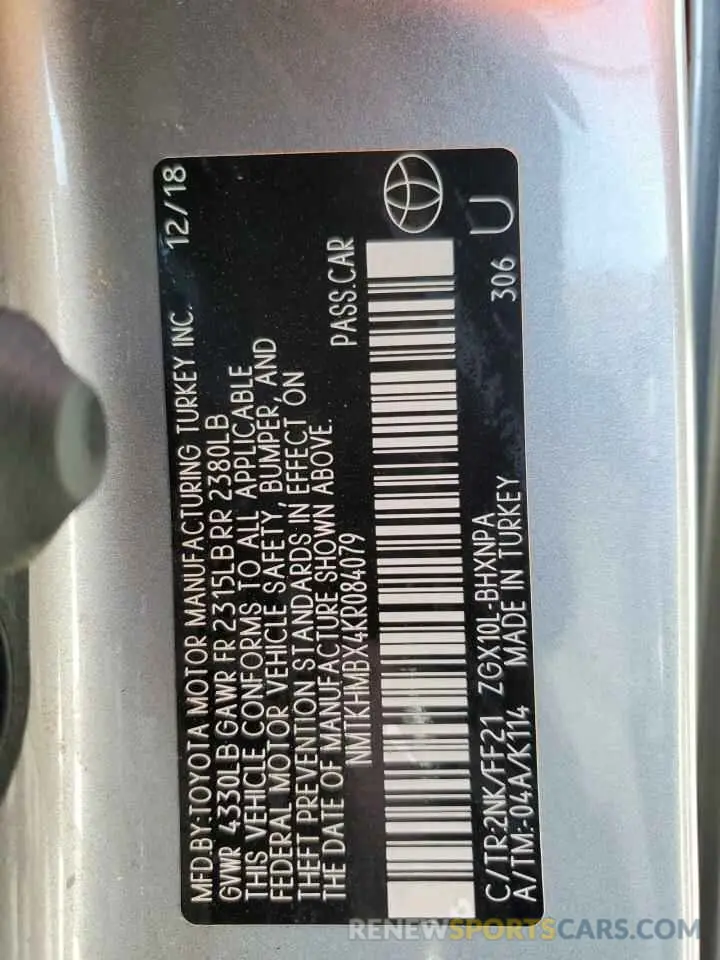 MFD.BY:TOYOTA MOTOR MANUFACTURING TURKEY INC. 12/18
GVWR 4330LB GAWR FR 2315LB RR 2380LB
THIS VEHICLE CONFORMS TO ALL APPLICABLE
FEDERAL MOTOR VEHICLE SAFETY, BUMPER, AND
THEFT PREVENTION STANDARDS IN EFFECT ON
THE DATE OF MANUFACTURE SHOWN ABOVE.
NMTKHMBX4KR084079 PASS.CAR
C/TR:2NK/FF21 ZGX10L-BHXNPA 306 U
A/TM:-04A/K114 MADE IN TURKEY
RENEWSPORTSCARS.COM